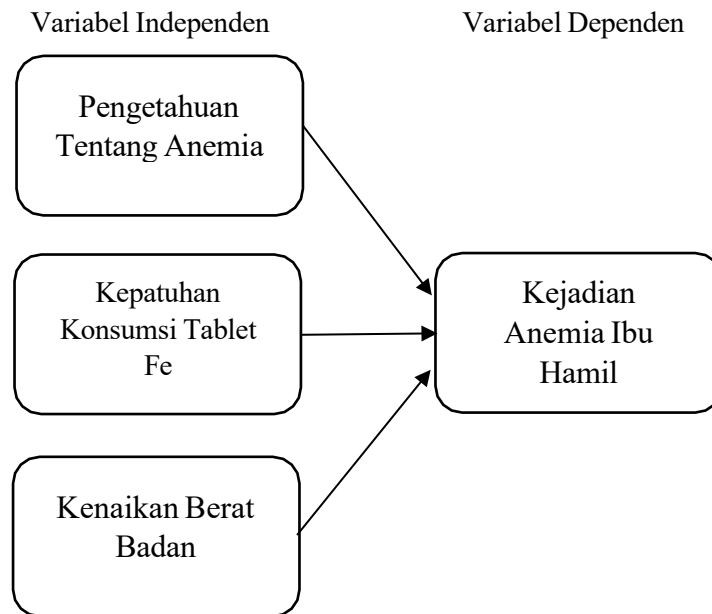 Variabel Independen
Variabel Dependen
Pengetahuan
Tentang Anemia
Kepatuhan
Konsumsi Tablet
Fe
Kejadian
Anemia Ibu
Hamil
Kenaikan Berat
Badan